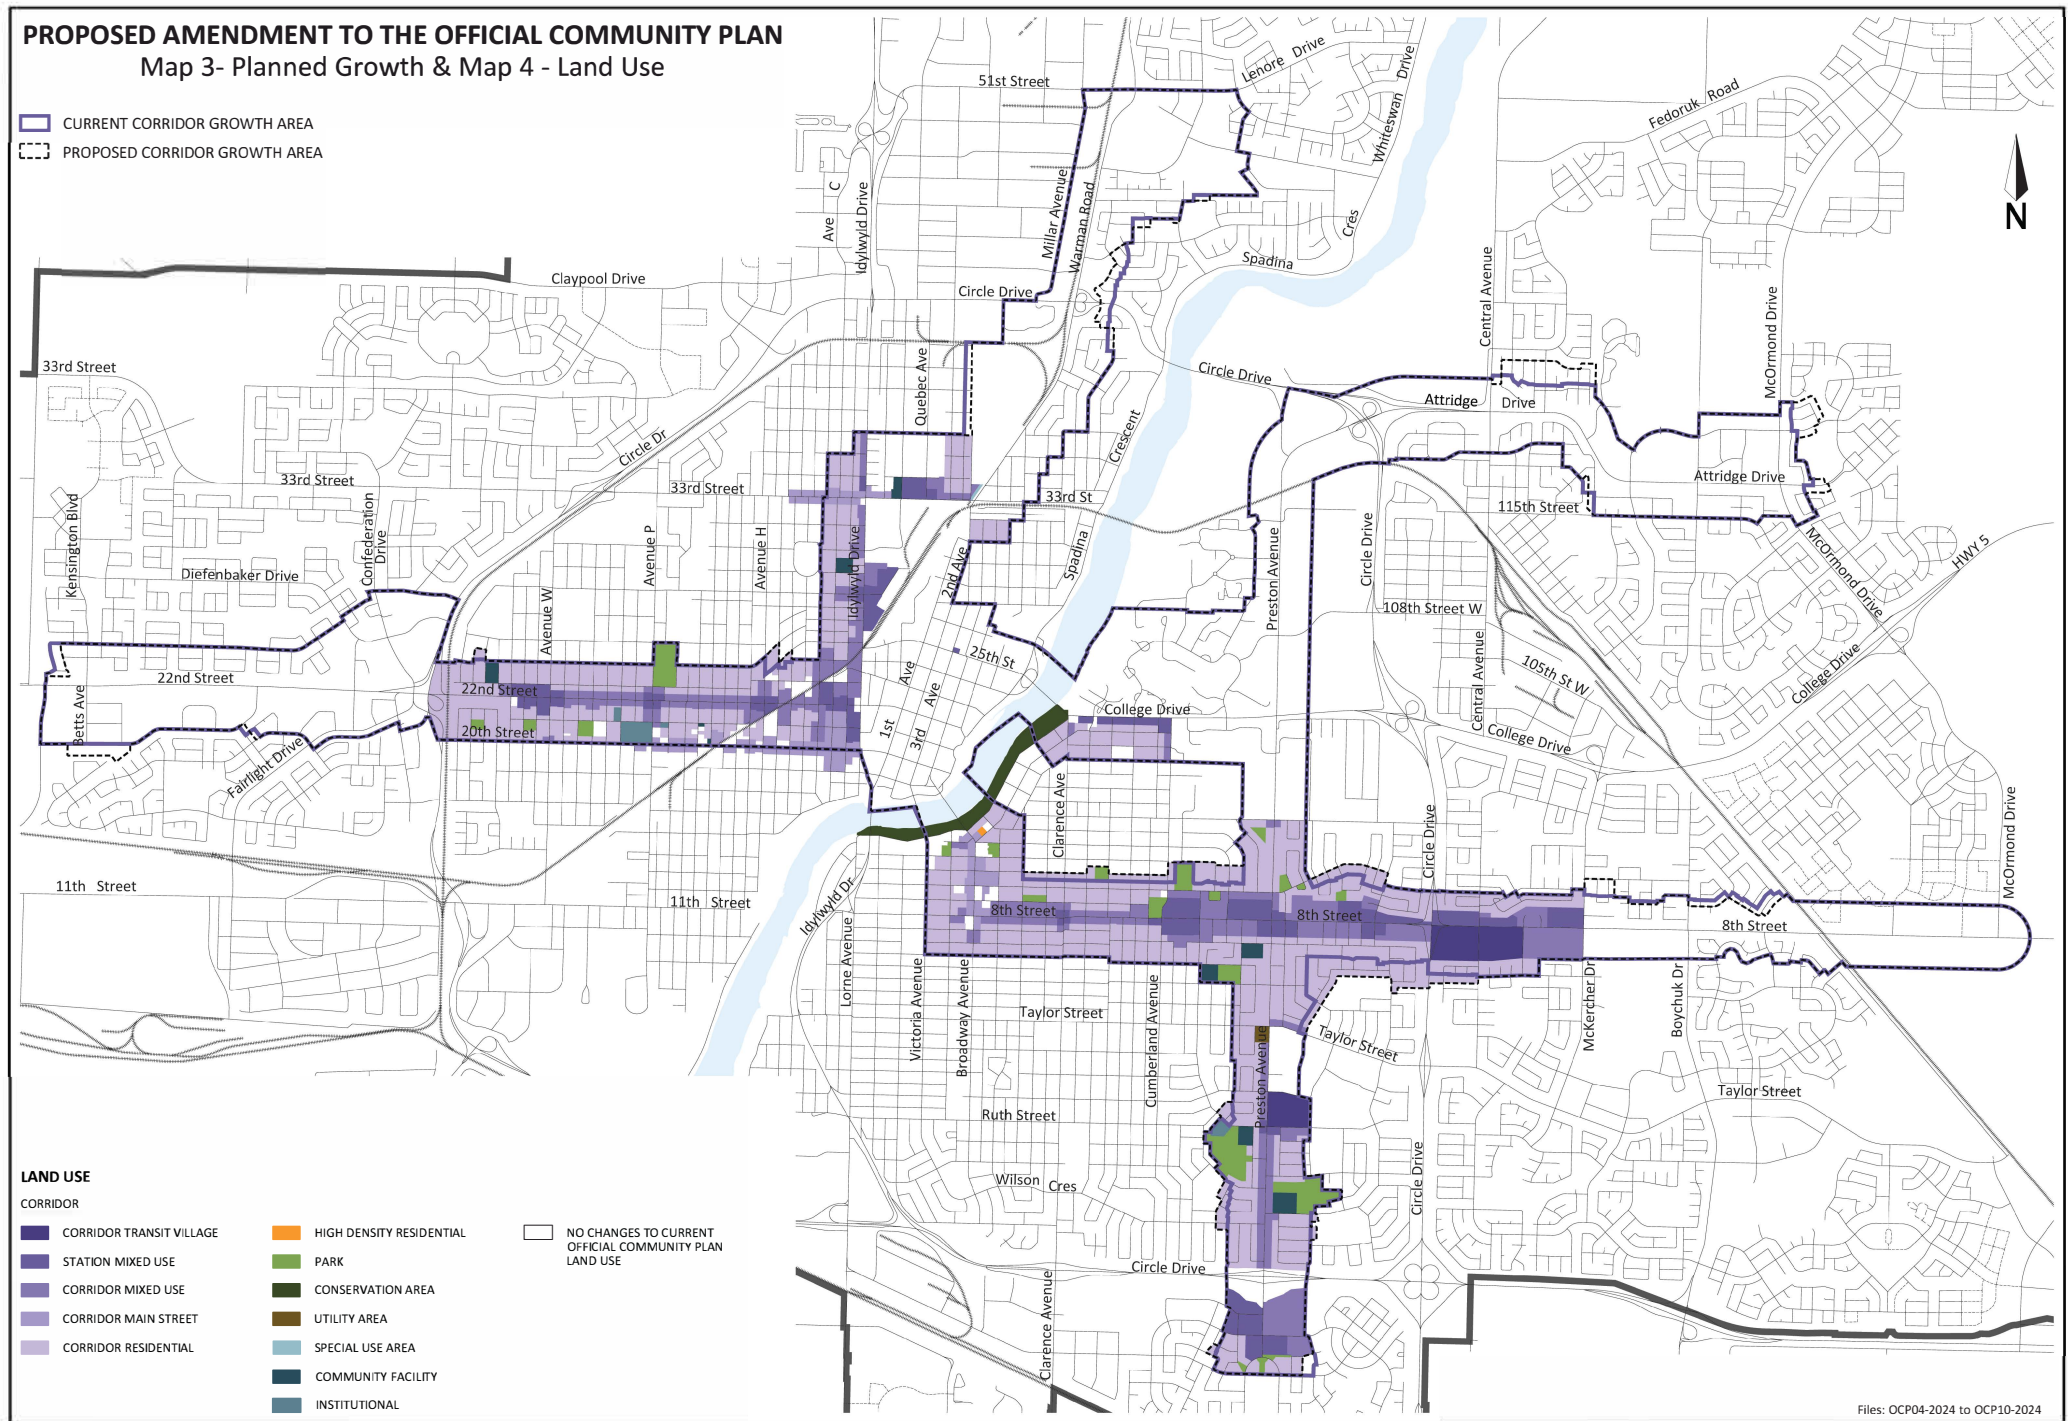 PROPOSED AMENDMENT TO THE OFFICIAL COMMUNITY PLAN
Map 3- Planned Growth & Map 4 - Land Use
CURRENT CORRIDOR GROWTH AREA
PROPOSED CORRIDOR GROWTH AREA
51st Street
Lenore Drive
Whiteswan Drive
Fedoruk Road
Ave C
Idylwyld Drive
Millar Avenue
Warman Road
Cres
Spadina
N
Claypool Drive
Circle Drive
Central Avenue
McOrmond Drive
33rd Street
Quebec Ave
Circle Drive
Attridge Drive
Crescent
Circle Dr
33rd Street
33rd Street
33rd St
Attridge Drive
115th Street
Kensington Blvd
Confederation Drive
Avenue P
Avenue H
Idylwyld Drive
2nd Ave
Spadina
Preston Avenue
Circle Drive
McOrmond Drive
HWY 5
Diefenbaker Drive
Avenue W
108th Street W
Central Avenue
105th St W
College Drive
25th St
22nd Street
22nd Street
Betts Ave
20th Street
Fairlight Drive
1st Ave
3rd Ave
College Drive
College Drive
Clarence Ave
Circle Drive
McOrmond Drive
11th Street
11th Street
Idylwyld Dr
8th Street
8th Street
8th Street
Lorne Avenue
Victoria Avenue
Broadway Avenue
Cumberland Avenue
Taylor Street
Taylor Street
McKercher Dr
Boychuk Dr
Preston Avenue
Taylor Street
Ruth Street
Wilson Cres
Circle Drive
Circle Drive
Clarence Avenue
LAND USE
CORRIDOR
CORRIDOR TRANSIT VILLAGE
STATION MIXED USE
CORRIDOR MIXED USE
CORRIDOR MAIN STREET
CORRIDOR RESIDENTIAL
HIGH DENSITY RESIDENTIAL
PARK
CONSERVATION AREA
UTILITY AREA
SPECIAL USE AREA
COMMUNITY FACILITY
INSTITUTIONAL
NO CHANGES TO CURRENT
OFFICIAL COMMUNITY PLAN
LAND USE
Files: OCP04-2024 to OCP10-2024